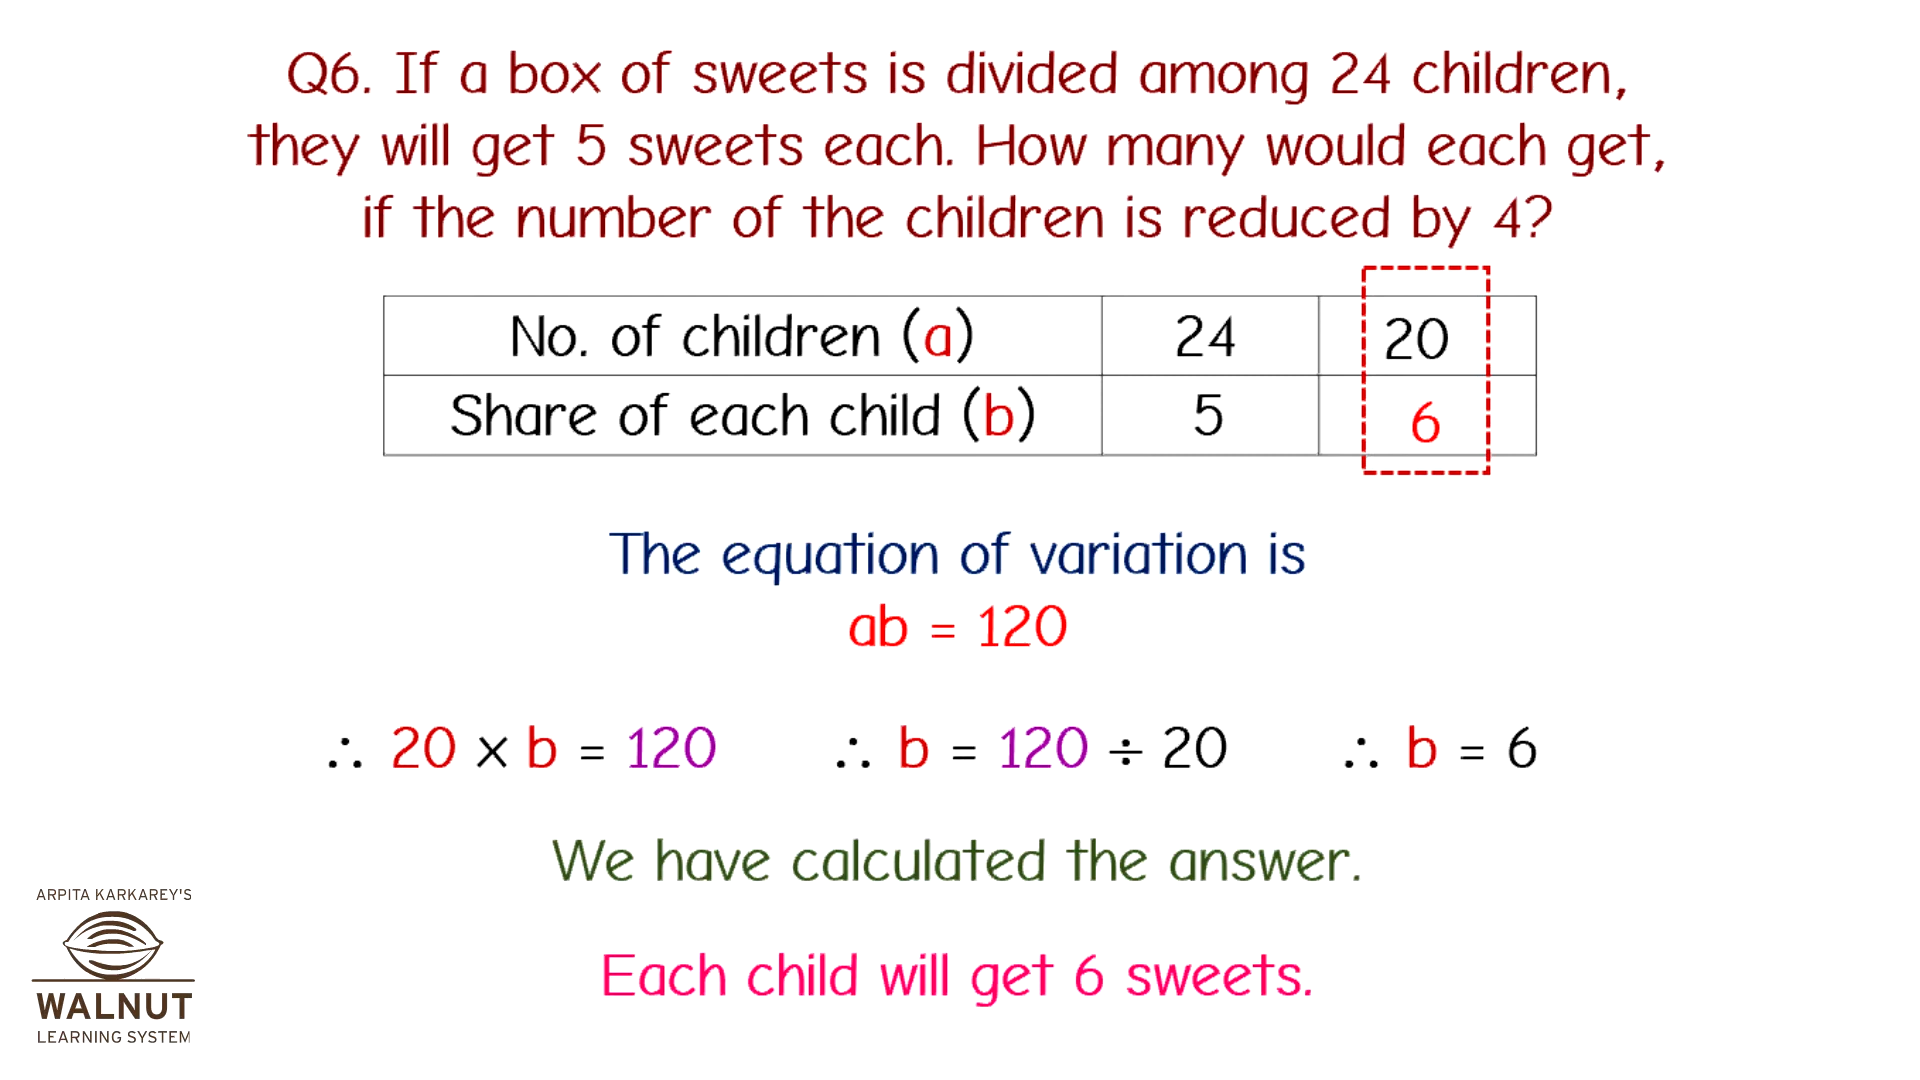 Q6. If a box of sweets is divided among 24 children,
they will get 5 sweets each. How many would each get,
if the number of the children is reduced by 4?
No. of children (a) 24 20
Share of each child (b) 5 6
The equation of variation is
ab = 120
∴ 20 × b = 120 ∴ b = 120 ÷ 20 ∴ b = 6
We have calculated the answer.
Each child will get 6 sweets.
ARPITA KARKAREY'S
WALNUT
LEARNING SYSTEM